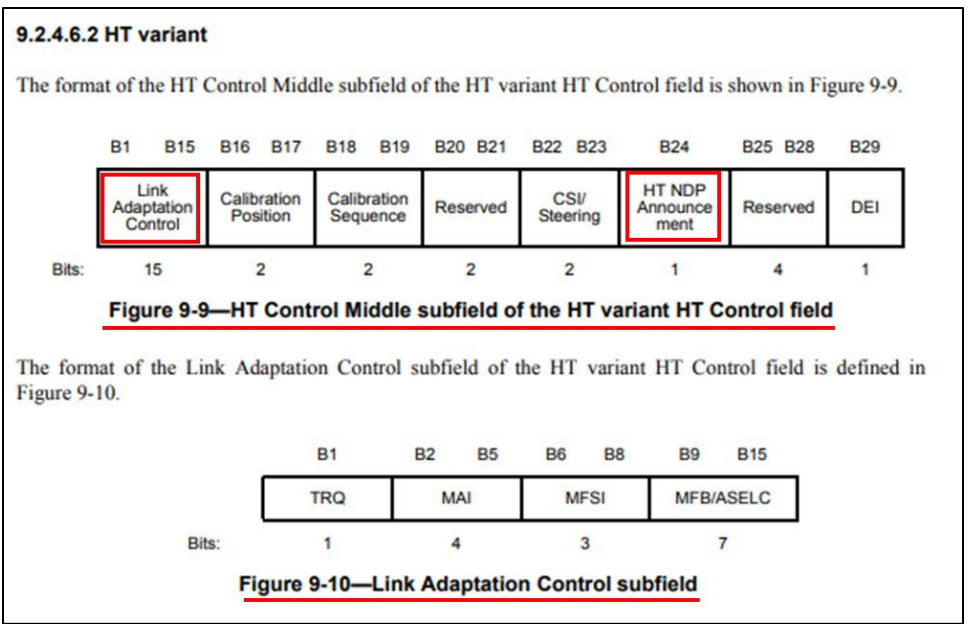 9.2.4.6.2 HT variant
The format of the HT Control Middle subfield of the HT variant HT Control field is shown in Figure 9-9.
B1 B15 B16 B17 B18 B19 B20 B21 B22 B23 B24 B25 B28 B29
Link Adaptation Control
Calibration Position
Calibration Sequence
Reserved
CSI/ Steering
HT NDP Announce ment
Reserved
DEI
Bits: 15 2 2 2 2 1 4 1
Figure 9-9—HT Control Middle subfield of the HT variant HT Control field
The format of the Link Adaptation Control subfield of the HT variant HT Control field is defined in
Figure 9-10.
B1 B2 B5 B6 B8 B9 B15
TRQ MAI MFSI MFB/ASELC
Bits: 1 4 3 7
Figure 9-10—Link Adaptation Control subfield